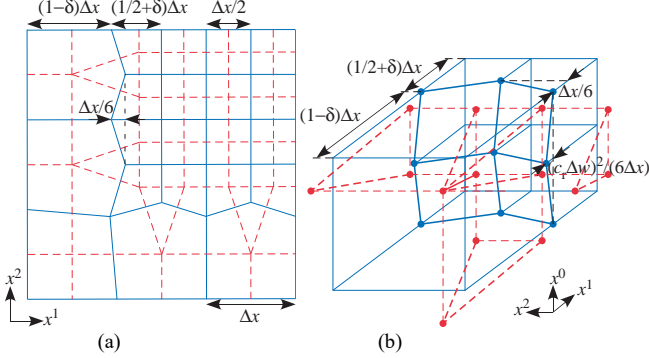 (1−δ)Δx (1/2+δ)Δx Δx/2
Δx/6
x² x¹ Δx
(a)
(1/2+δ)Δx
(1−δ)Δx
Δx/6
(cᵣΔw)²/(6Δx)
x⁰
x² x¹
(b)